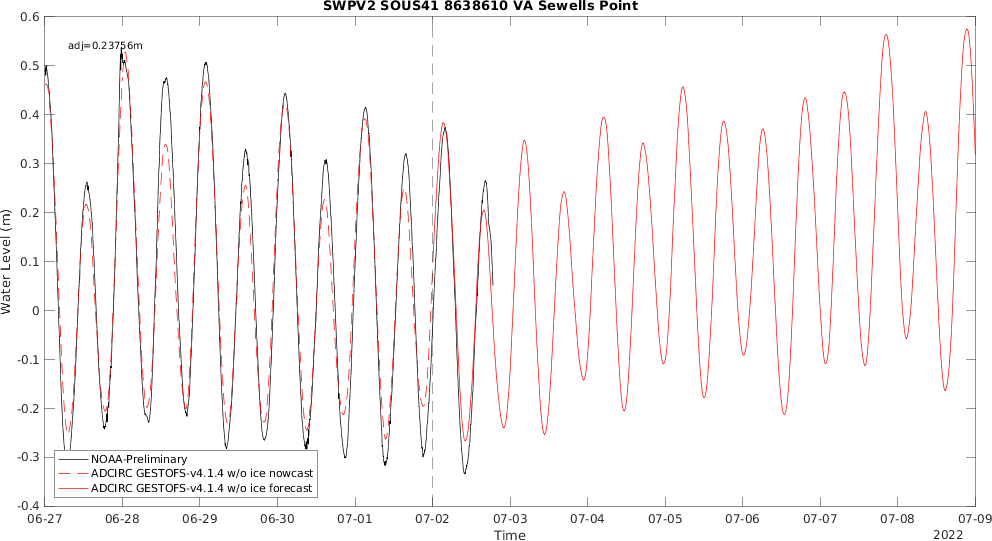 SWPV2 SOUS41 8638610 VA Sewells Point
adj=0.23756m
0.6
0.5
0.4
0.3
0.2
0.1
0
-0.1
-0.2
-0.3
-0.4
Water Level (m)
NOAA-Preliminary
ADCIRC GESTOFS-v4.1.4 w/o ice nowcast
ADCIRC GESTOFS-v4.1.4 w/o ice forecast
06-27 06-28 06-29 06-30 07-01 07-02 07-03 07-04 07-05 07-06 07-07 07-08 07-09
2022
Time